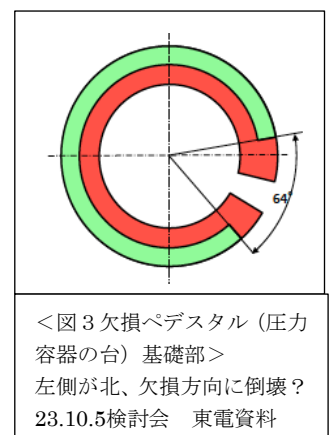 64°
＜図３欠損ペデスタル（圧力
容器の台）基礎部＞
左側が北、欠損方向に倒壊？
23.10.5検討会　東電資料